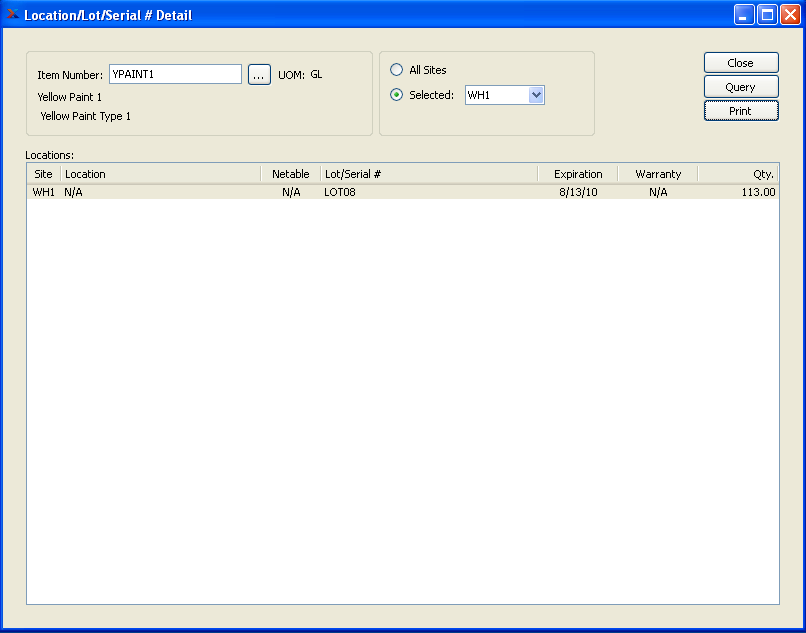 Location/Lot/Serial # Detail
Item Number: YPAINT1 ... UOM: GL
Yellow Paint 1
Yellow Paint Type 1
All Sites
Selected: WH1
Close
Query
Print
Locations:
Site Location Netable Lot/Serial # Expiration Warranty Qty.
WH1 N/A N/A LOT08 8/13/10 N/A 113.00